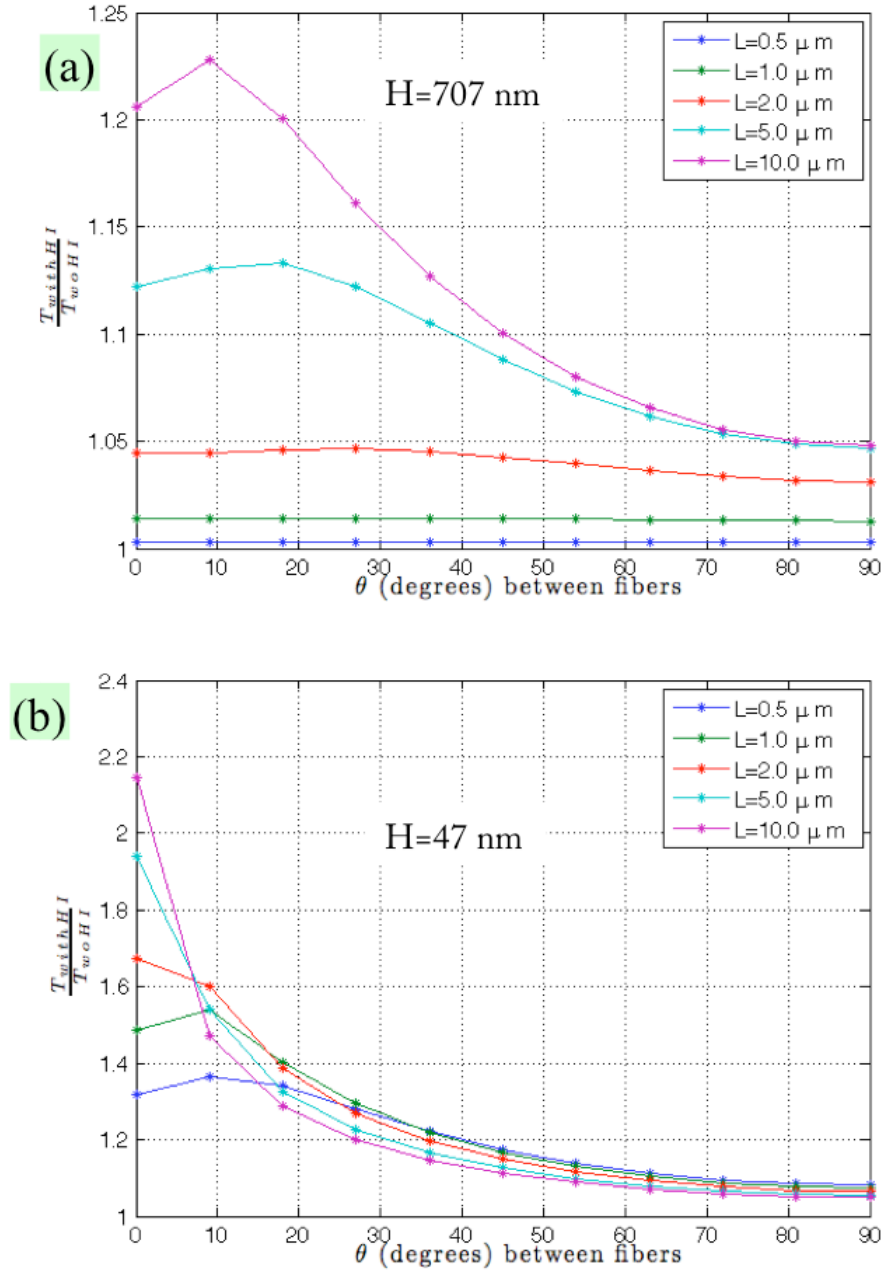 (a)
H=707 nm
L=0.5 μ m
L=1.0 μ m
L=2.0 μ m
L=5.0 μ m
L=10.0 μ m
1.25
1.2
1.15
1.1
1.05
1
T_withHI
T_woHI
0 10 20 30 40 50 60 70 80 90
θ (degrees) between fibers
(b)
H=47 nm
L=0.5 μ m
L=1.0 μ m
L=2.0 μ m
L=5.0 μ m
L=10.0 μ m
2.4
2.2
2
1.8
1.6
1.4
1.2
1
T_withHI
T_woHI
0 10 20 30 40 50 60 70 80 90
θ (degrees) between fibers